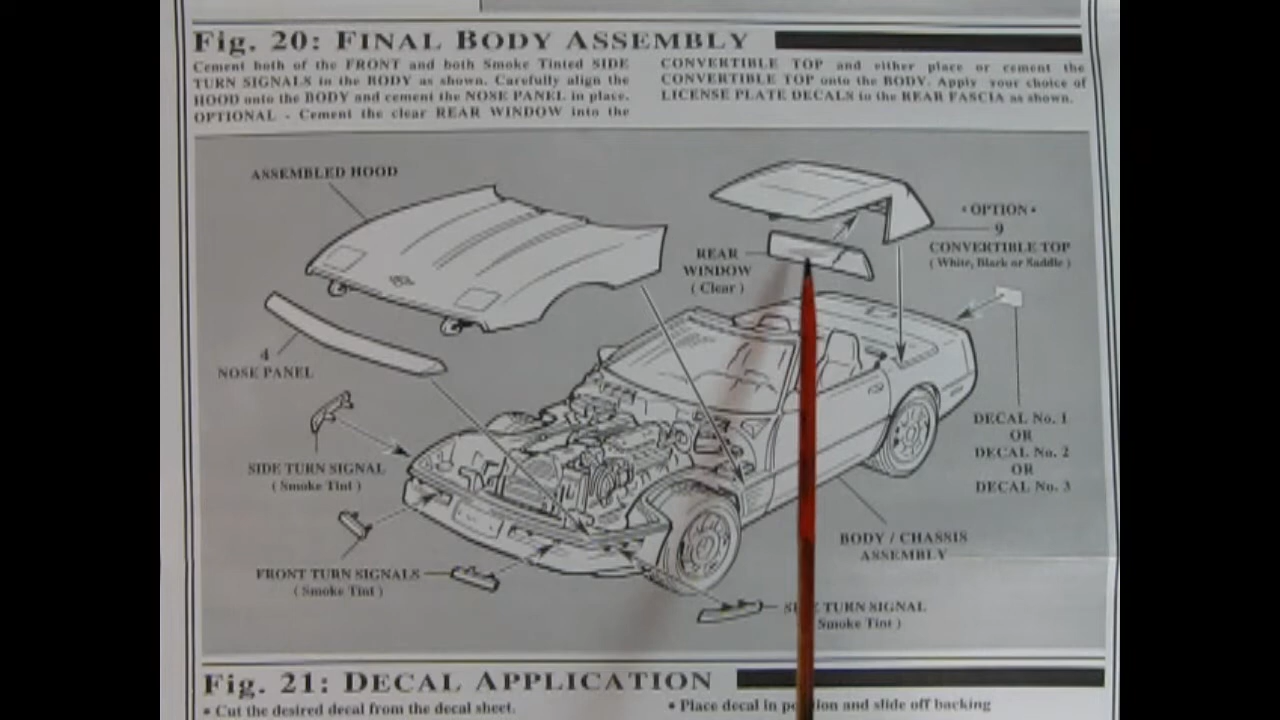 Fig. 20: FINAL BODY ASSEMBLY
Cement both of the FRONT and both Smoke Tinted SIDE
TURN SIGNALS in the BODY as shown. Carefully align the
HOOD onto the BODY and cement the NOSE PANEL in place.
OPTIONAL - Cement the clear REAR WINDOW into the
CONVERTIBLE TOP and either place or cement the
CONVERTIBLE TOP onto the BODY. Apply your choice of
LICENSE PLATE DECALS to the REAR FASCIA as shown.
ASSEMBLED HOOD
• OPTION •
9
CONVERTIBLE TOP
( White, Black or Saddle )
REAR
WINDOW
( Clear )
4
NOSE PANEL
DECAL No. 1
OR
DECAL No. 2
OR
DECAL No. 3
SIDE TURN SIGNAL
( Smoke Tint )
BODY / CHASSIS
ASSEMBLY
FRONT TURN SIGNALS
( Smoke Tint )
TURN SIGNAL
Smoke Tint )
Fig. 21: DECAL APPLICATION
• Cut the desired decal from the decal sheet.
• Place decal in and slide off backing